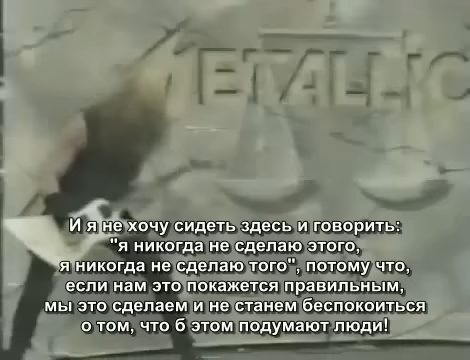 METALLIC
И я не хочу сидеть здесь и говорить:
"я никогда не сделаю этого,
я никогда не сделаю того", потому что,
если нам это покажется правильным,
мы это сделаем и не станем беспокоиться
о том, что б этом подумают люди!